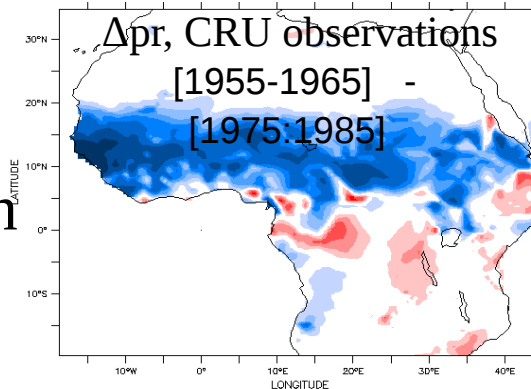 Δpr, CRU observations
[1955-1965] -
[1975:1985]
n
LATITUDE
30°N
20°N
10°N
0°
10°S
10°W
0°
10°E
20°E
30°E
40°E
LONGITUDE